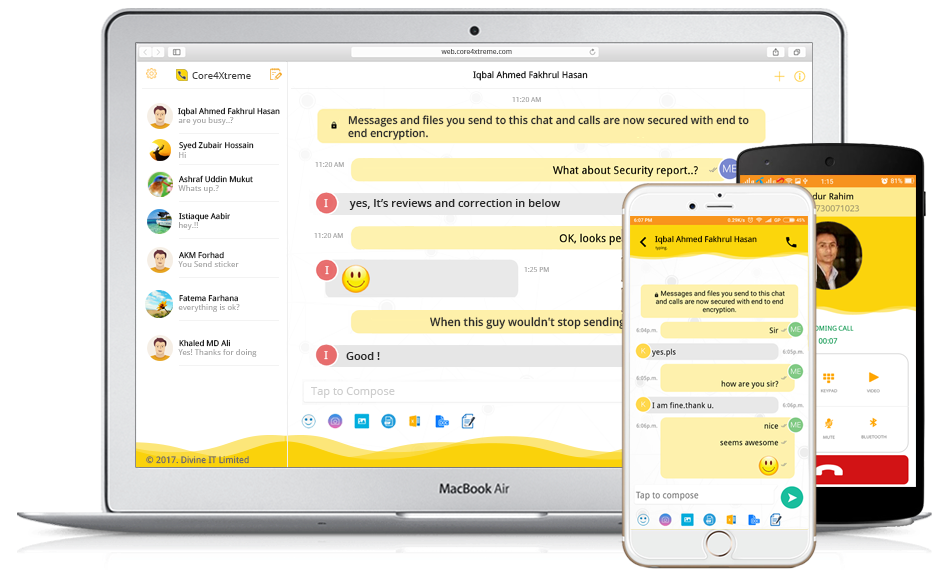 web.core4xtreme.com
Core4Xtreme
Iqbal Ahmed Fakhrul Hasan
are you busy..?
Syed Zubair Hossain
Hi
Ashraf Uddin Mukut
Whats up.?
Istiaque Aabir
hey.!!
AKM Forhad
You Send sticker
Fatema Farhana
everything is ok?
Khaled MD Ali
Yes! Thanks for doing
© 2017. Divine IT Limited
Iqbal Ahmed Fakhrul Hasan
11:20 AM
Messages and files you send to this chat and calls are now secured with end to
end encryption.
11:20 AM
What about Security report..?
ME
I
yes, It's reviews and correction in below
11:20 AM
OK, looks pe
I
1:25 PM
When this guy wouldn't stop sending
I
Good !
Tap to Compose
MacBook Air
6:07 PM
0.29K/s
Iqbal Ahmed Fakhrul Hasan
typing
Messages and files you send to this chat
and calls are now secured with end to end
encryption.
6:04p.m.
Sir
ME
yes.pls
6:05p.m.
6:05p.m.
how are you sir?
ME
I am fine.thank u.
6:06p.m.
6:06p.m.
nice
ME
seems awesome
Tap to compose
1:15
81%
dur Rahim
730071023
OMING CALL
00:07
KEYPAD
VIDEO
MUTE
BLUETOOTH